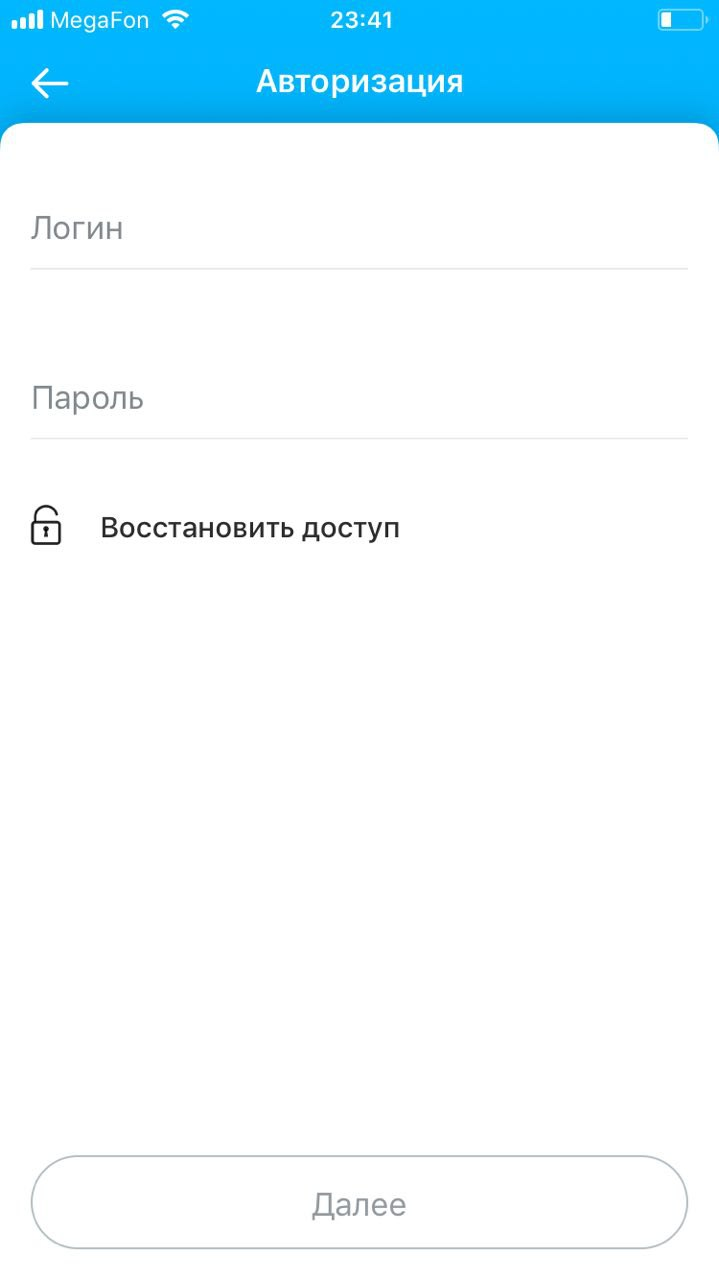 MegaFon 23:41
Авторизация
Логин
Пароль
Восстановить доступ
Далее